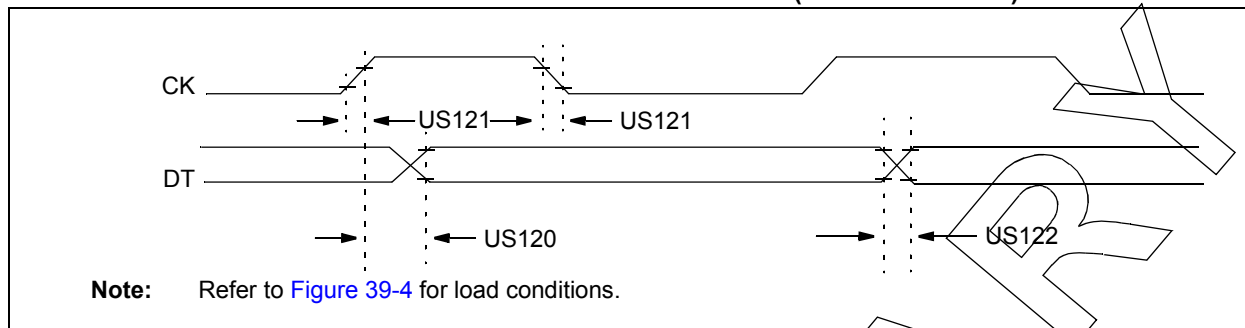 CK
US121 US121
DT
US120 US122
Note: Refer to Figure 39-4 for load conditions.